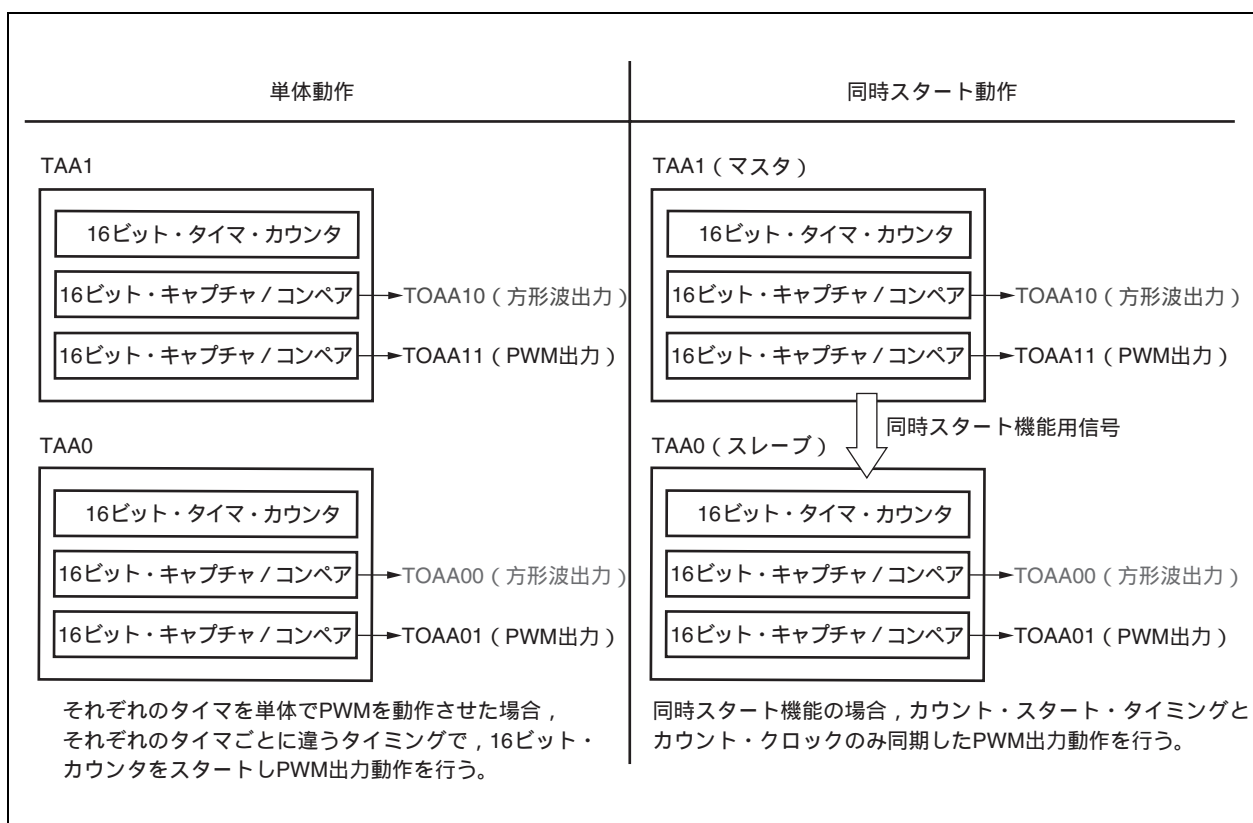 単体動作
TAA1
16ビット・タイマ・カウンタ
16ビット・キャプチャ / コンペア
TOAA10 ( 方形波出力 )
16ビット・キャプチャ / コンペア
TOAA11 ( PWM出力 )
TAA0
16ビット・タイマ・カウンタ
16ビット・キャプチャ / コンペア
TOAA00 ( 方形波出力 )
16ビット・キャプチャ / コンペア
TOAA01 ( PWM出力 )
それぞれのタイマを単体でPWMを動作させた場合 ,
それぞれのタイマごとに違うタイミングで , 16ビット・
カウンタをスタートしPWM出力動作を行う。
同時スタート動作
TAA1 ( マスタ )
16ビット・タイマ・カウンタ
16ビット・キャプチャ / コンペア
TOAA10 ( 方形波出力 )
16ビット・キャプチャ / コンペア
TOAA11 ( PWM出力 )
同時スタート機能用信号
TAA0 ( スレーブ )
16ビット・タイマ・カウンタ
16ビット・キャプチャ / コンペア
TOAA00 ( 方形波出力 )
16ビット・キャプチャ / コンペア
TOAA01 ( PWM出力 )
同時スタート機能の場合 , カウント・スタート・タイミングと
カウント・クロックのみ同期したPWM出力動作を行う。